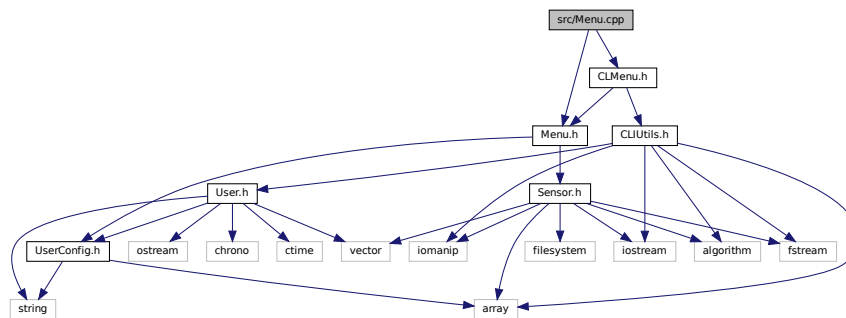 src/Menu.cpp
CLMenu.h
Menu.h
CLIUtils.h
User.h
Sensor.h
UserConfig.h
ostream
chrono
ctime
vector
iomanip
filesystem
iostream
algorithm
fstream
string
array